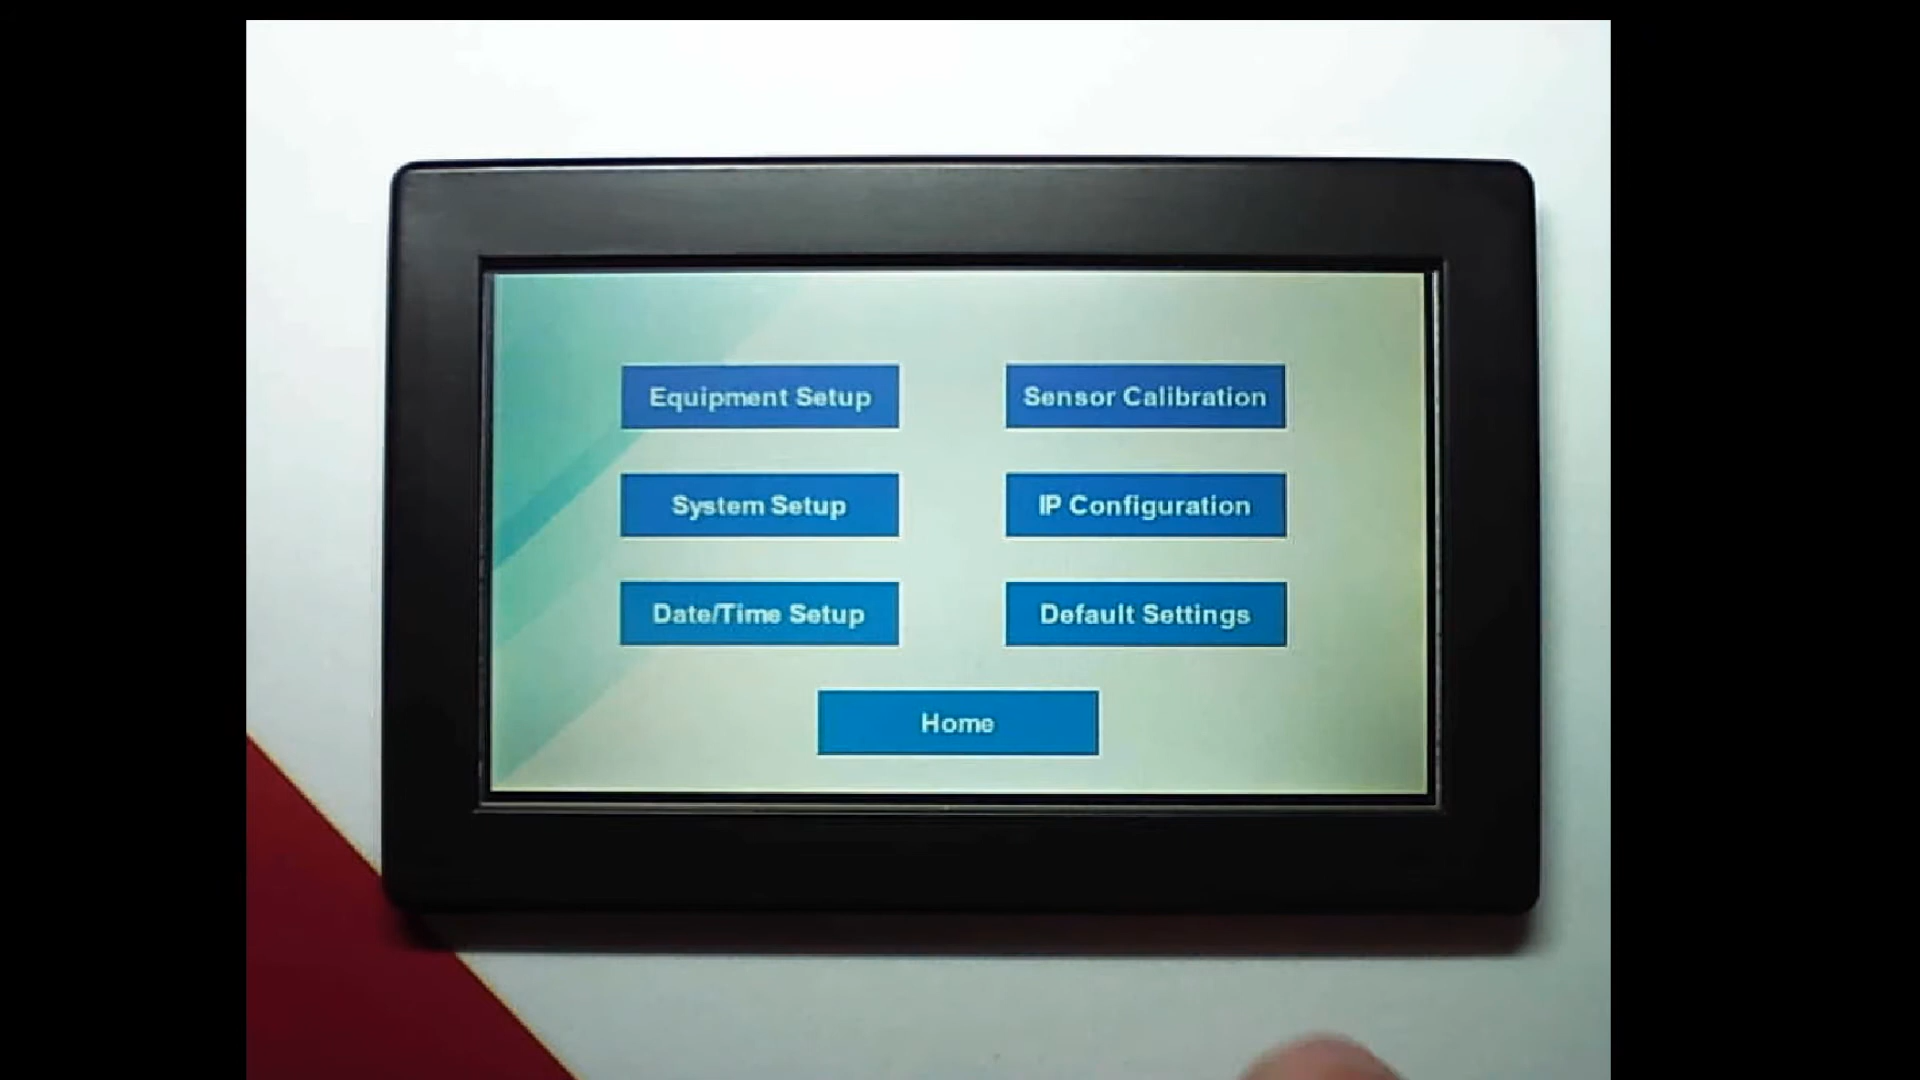 Equipment Setup
Sensor Calibration
System Setup
IP Configuration
Date/Time Setup
Default Settings
Home